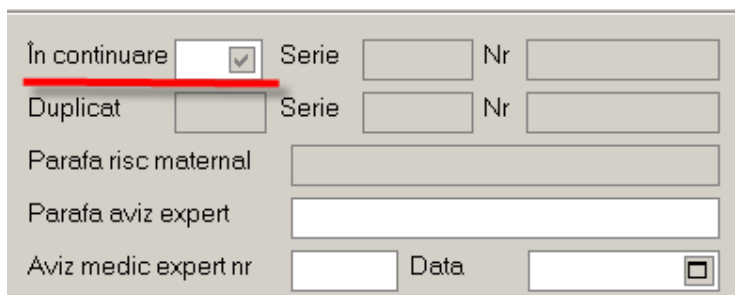 În continuare Serie Nr
Duplicat Serie Nr
Parafa risc maternal
Parafa aviz expert
Aviz medic expert nr Data